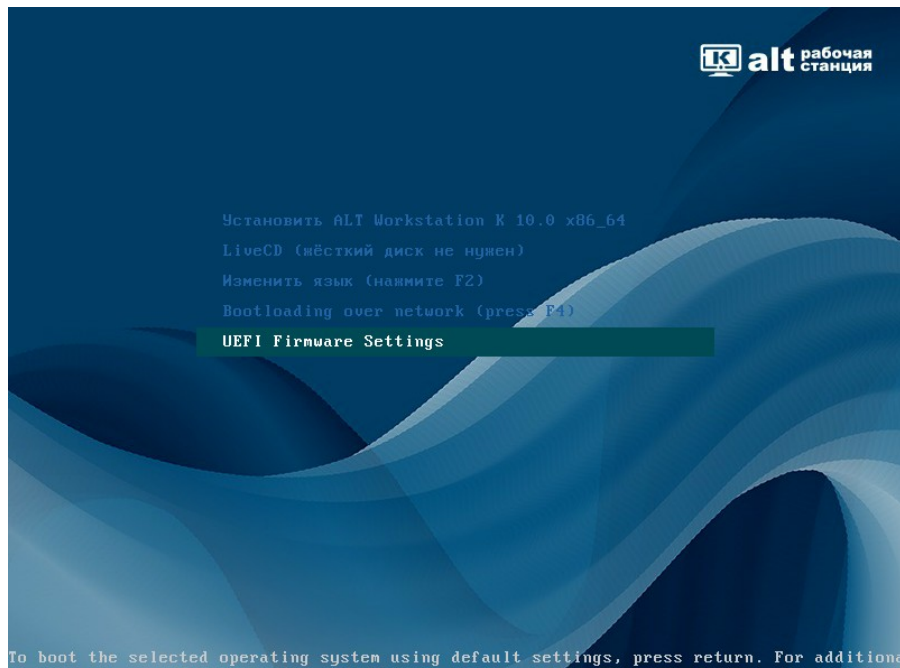 alt рабочая
станция
Установить ALT Workstation K 10.0 x86_64
LiveCD (жёсткий диск не нужен)
Изменить язык (нажмите F2)
Bootloading over network (press F4)
UEFI Firmware Settings
To boot the selected operating system using default settings, press return. For additiona